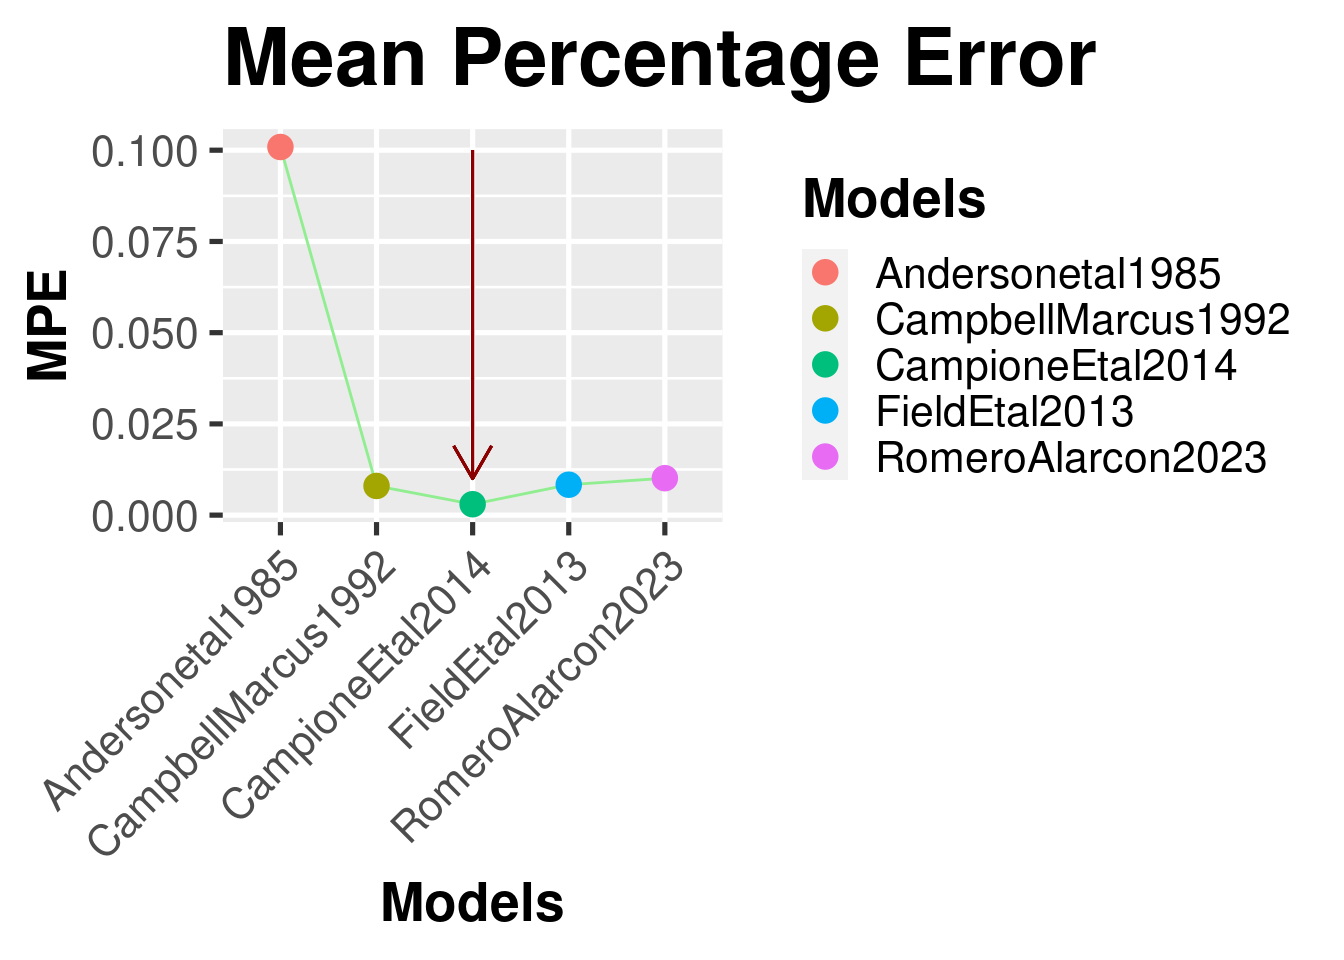 Mean Percentage Error
MPE
0.100
0.075
0.050
0.025
0.000
Andersonetal1985
CampbellMarcus1992
CampioneEtal2014
FieldEtal2013
RomeroAlarcon2023
Models
Models
Andersonetal1985
CampbellMarcus1992
CampioneEtal2014
FieldEtal2013
RomeroAlarcon2023